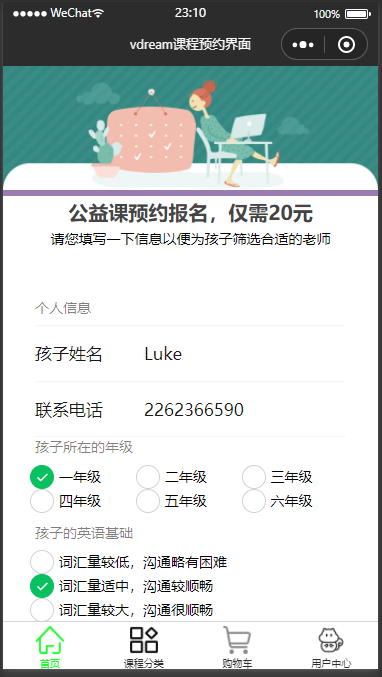 WeChat 23:10 100%
vdream课程预约界面
公益课预约报名，仅需20元
请您填写一下信息以便为孩子筛选合适的老师
个人信息
孩子姓名 Luke
联系电话 2262366590
孩子所在的年级
一年级 二年级 三年级
四年级 五年级 六年级
孩子的英语基础
词汇量较低，沟通略有困难
词汇量适中，沟通较顺畅
词汇量较大，沟通很顺畅
首页 课程分类 购物车 用户中心